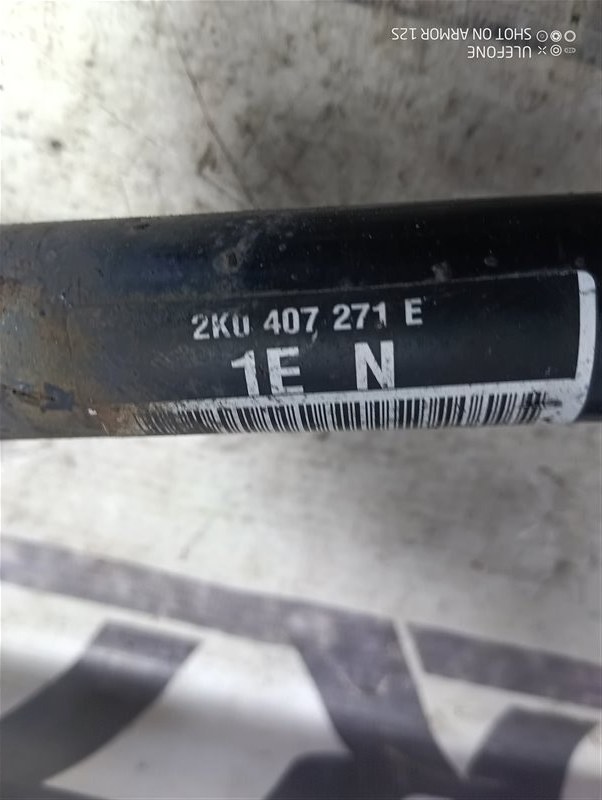 SHOT ON ARMOR 12S
ULEFONE
2K0 407 271 E
1E N